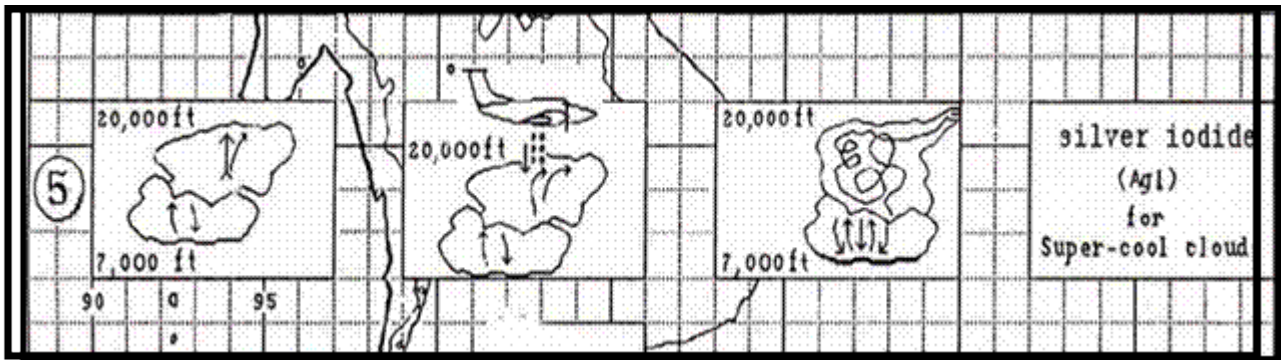 20,000ft
7,000 ft
20,000ft
20,000ft
7,000ft
5
silver iodide
(AgI)
for
Super-cool cloud
90
95